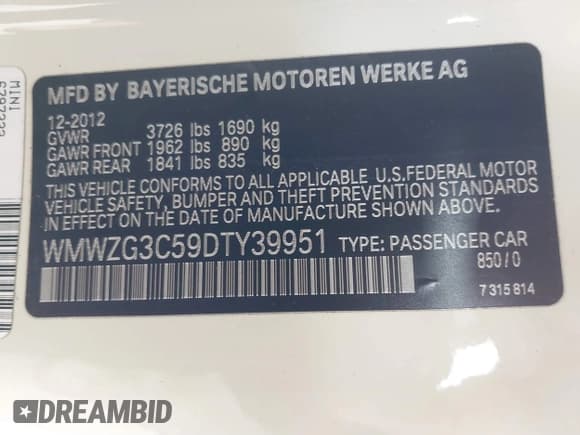 MFD BY BAYERISCHE MOTOREN WERKE AG
12-2012
GVWR 3726 lbs 1690 kg
GAWR FRONT 1962 lbs 890 kg
GAWR REAR 1841 lbs 835 kg
THIS VEHICLE CONFORMS TO ALL APPLICABLE U.S.FEDERAL MOTOR
VEHICLE SAFETY, BUMPER AND THEFT PREVENTION STANDARDS
IN EFFECT ON THE DATE OF MANUFACTURE SHOWN ABOVE.
WMWZG3C59DTY39951 TYPE: PASSENGER CAR
850/0
7 315 814
MINI
DREAMBID